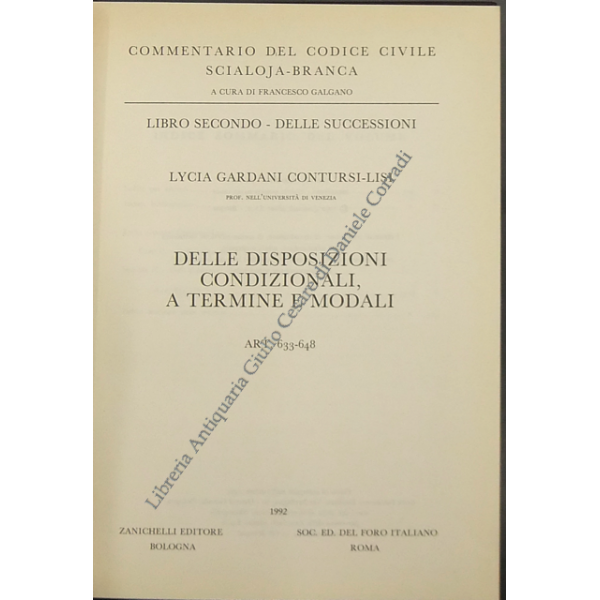 COMMENTARIO DEL CODICE CIVILE
SCIALOJA-BRANCA
A CURA DI FRANCESCO GALGANO
LIBRO SECONDO - DELLE SUCCESSIONI
LYCIA GARDANI CONTURSI-LISI
PROF. NELL'UNIVERSITÀ DI VENEZIA
DELLE DISPOSIZIONI
CONDIZIONALI,
A TERMINE E MODALI
ART. 633-648
Libreria Antiquaria Giulio Cesare di Daniele Corradi
1992
ZANICHELLI EDITORE
BOLOGNA
SOC. ED. DEL FORO ITALIANO
ROMA